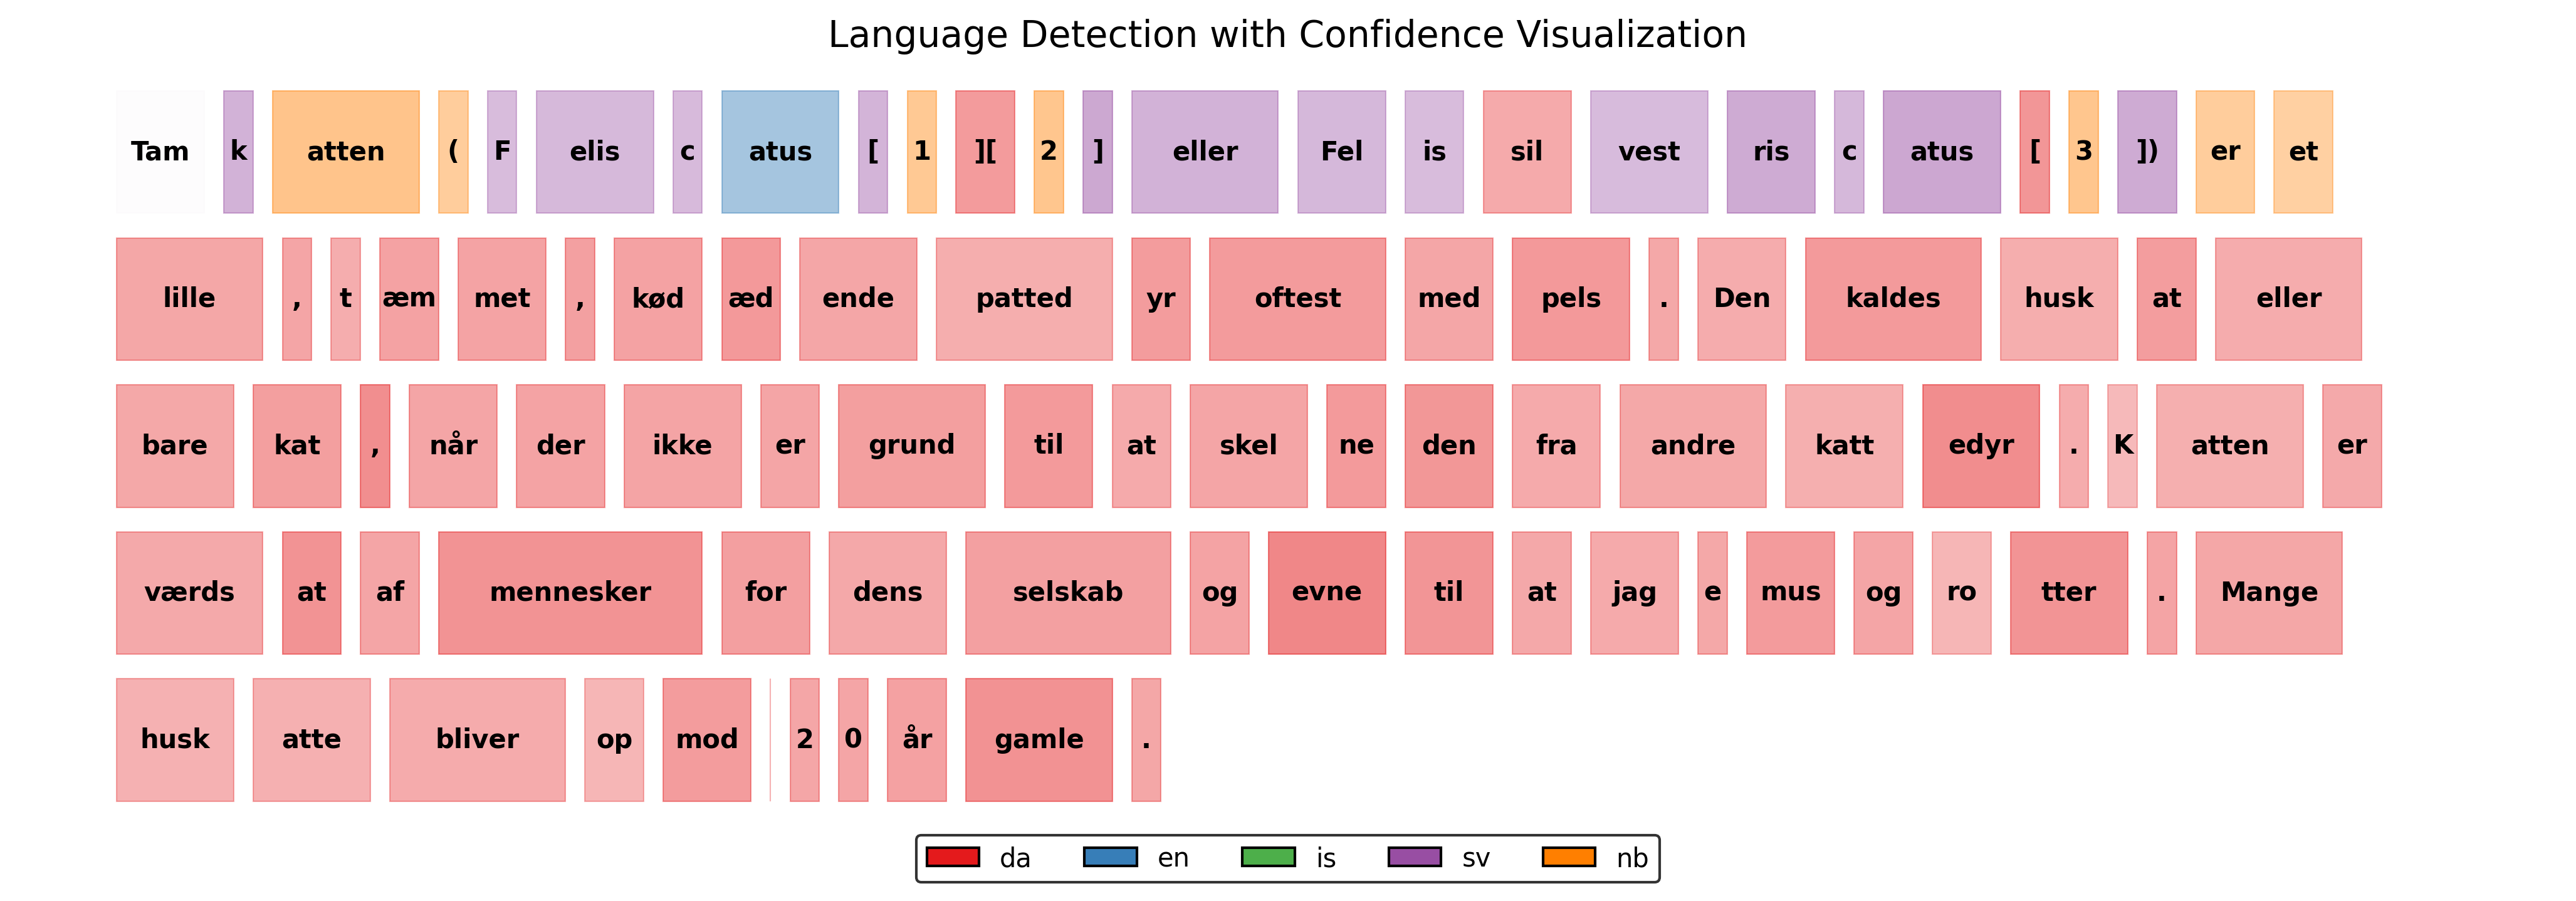 Language Detection with Confidence Visualization
Tam k atten ( F elis c atus [ 1 ][ 2 ] eller Fel is sil vest ris c atus [ 3 ]) er et
lille , t æm met , kød æd ende patted yr oftest med pels . Den kaldes husk at eller
bare kat , når der ikke er grund til at skel ne den fra andre katt edyr . K atten er
værds at af mennesker for dens selskab og evne til at jag e mus og ro tter . Mange
husk atte bliver op mod 2 0 år gamle .
da en is sv nb